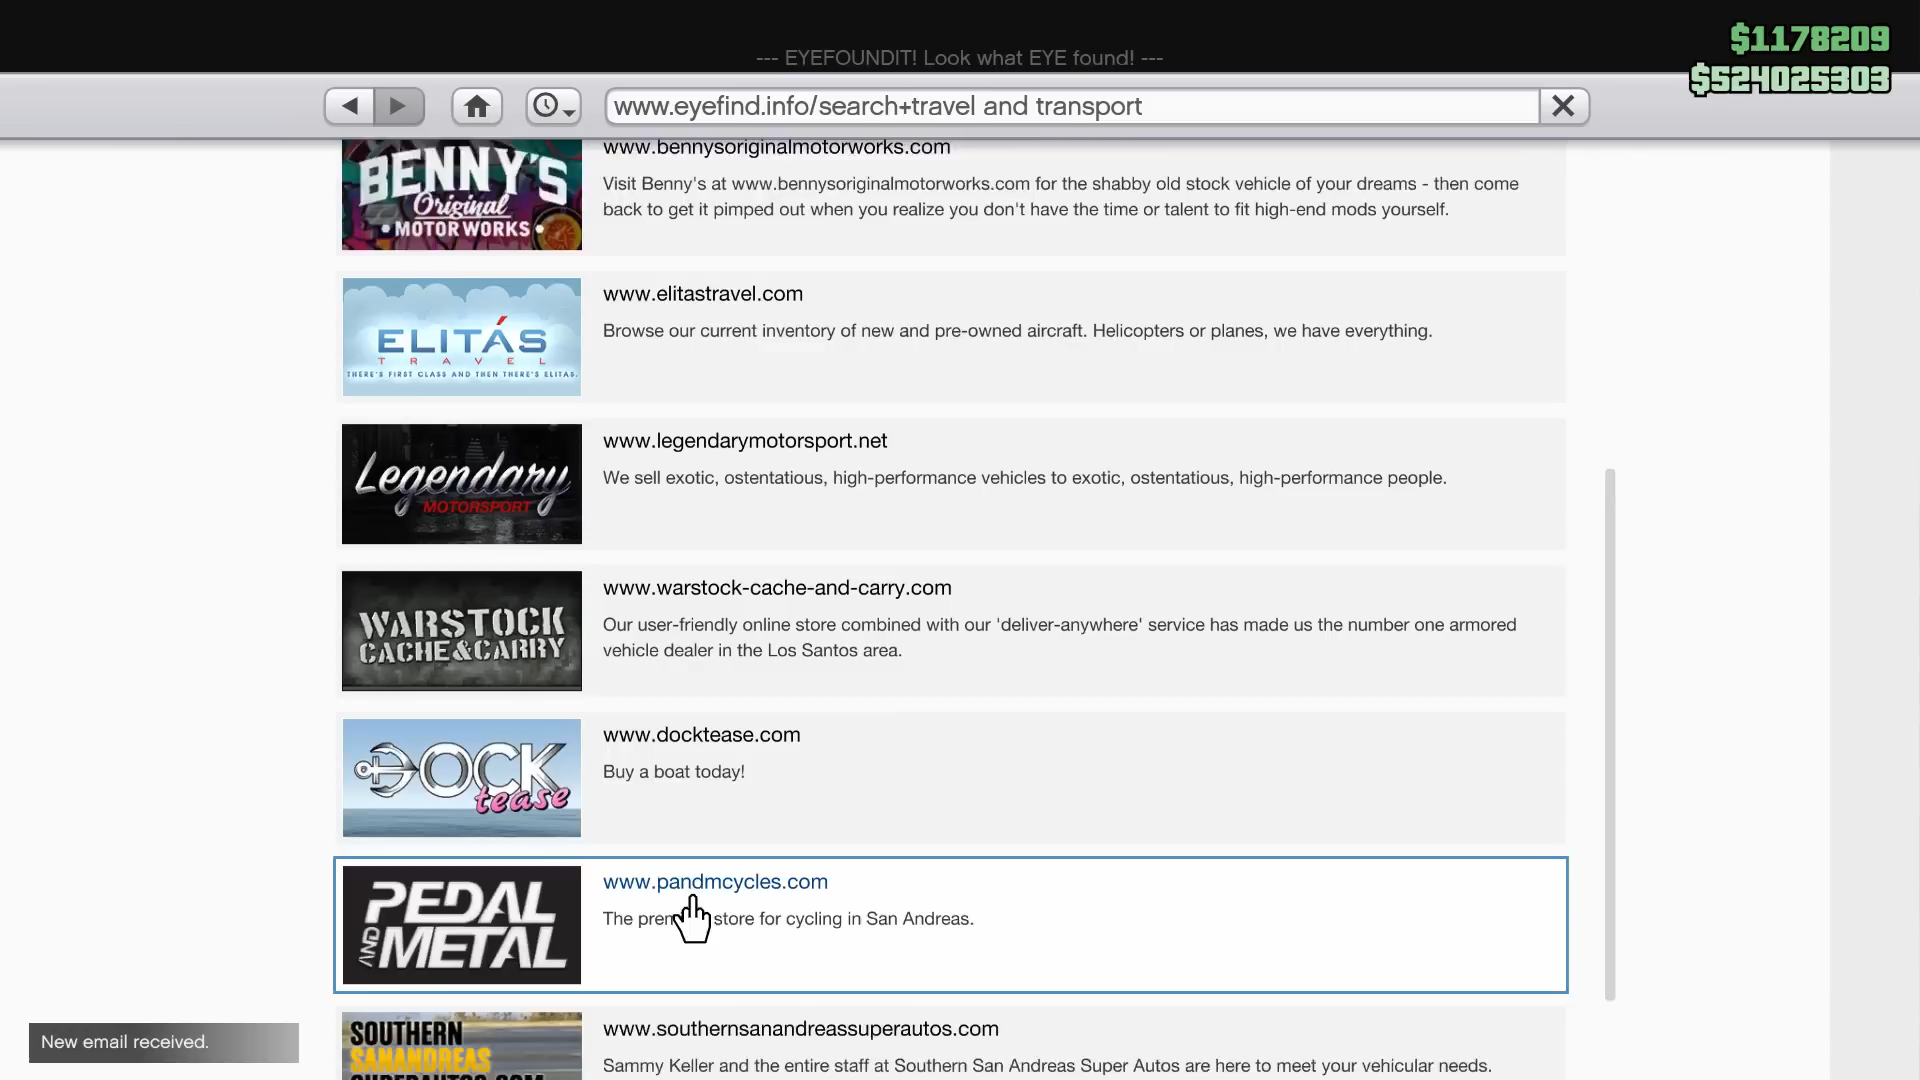 $1178209
--- EYEFOUNDIT! Look what EYE found! ---
$524025303
www.eyefind.info/search+travel and transport
BENNY'S
Original
MOTOR WORKS
www.bennysoriginalmotorworks.com
Visit Benny's at www.bennysoriginalmotorworks.com for the shabby old stock vehicle of your dreams - then come
back to get it pimped out when you realize you don't have the time or talent to fit high-end mods yourself.
ELITÁS
TRAVEL
THERE'S FIRST CLASS AND THEN THERE'S ELITAS.
www.elitastravel.com
Browse our current inventory of new and pre-owned aircraft. Helicopters or planes, we have everything.
Legendary
MOTORSPORT
www.legendarymotorsport.net
We sell exotic, ostentatious, high-performance vehicles to exotic, ostentatious, high-performance people.
WARSTOCK
CACHE&CARRY
www.warstock-cache-and-carry.com
Our user-friendly online store combined with our 'deliver-anywhere' service has made us the number one armored
vehicle dealer in the Los Santos area.
DOCK
tease
www.docktease.com
Buy a boat today!
PEDAL
AND METAL
www.pandmcycles.com
The store for cycling in San Andreas.
SOUTHERN
SANANDREAS
SUPERAUTOS.COM
www.southernsanandreassuperautos.com
Sammy Keller and the entire staff at Southern San Andreas Super Autos are here to meet your vehicular needs.
New email received.